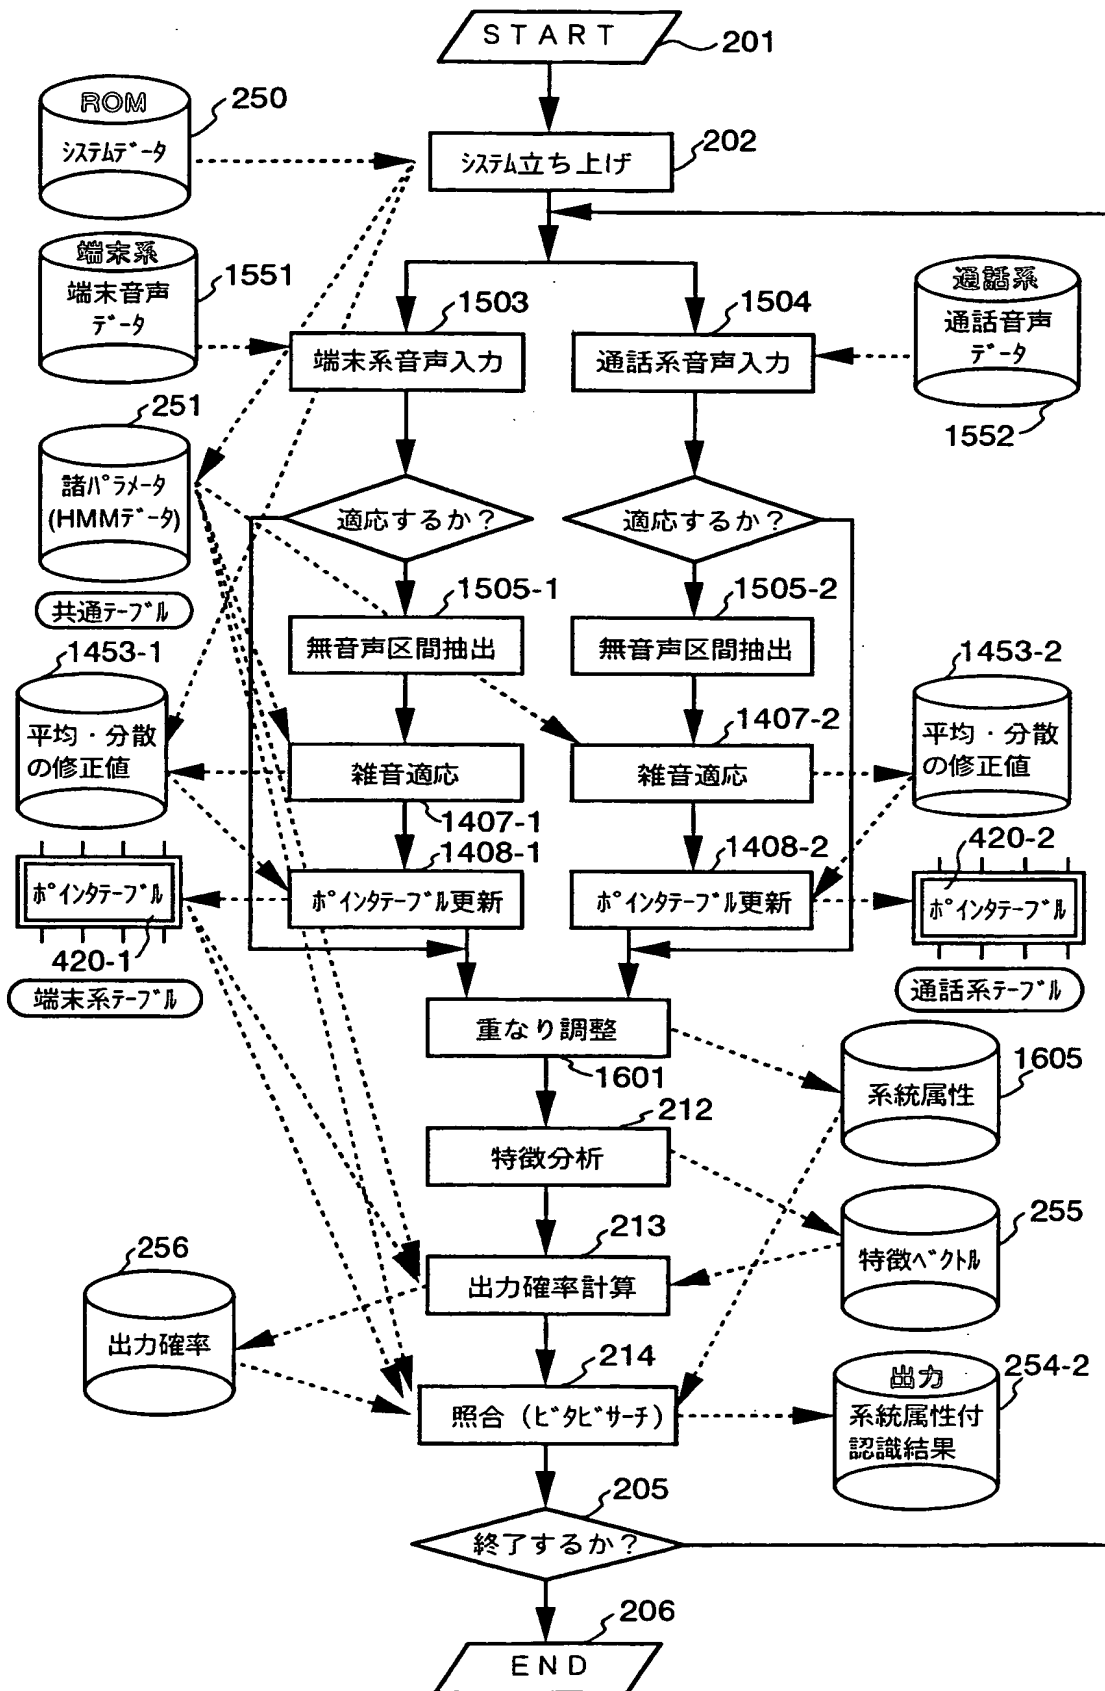 START
201
ROM
システムデータ
250
システム立ち上げ
202
端末系
端末音声
データ
1551
1503
端末系音声入力
1504
通話系音声入力
通話系
通話音声
データ
1552
251
諸パラメータ
(HMMデータ)
共通テーブル
適応するか?
適応するか?
1505-1
無音声区間抽出
1505-2
無音声区間抽出
1453-1
平均・分散
の修正値
雑音適応
1407-1
1407-2
雑音適応
1453-2
平均・分散
の修正値
1408-1
ポインタテーブル更新
1408-2
ポインタテーブル更新
ポインタテーブル
420-1
端末系テーブル
420-2
ポインタテーブル
通話系テーブル
重なり調整
1601
1605
系統属性
212
特徴分析
255
特徴ベクトル
213
出力確率計算
256
出力確率
214
照合(ビタビサーチ)
出力
系統属性付
認識結果
254-2
205
終了するか?
206
END